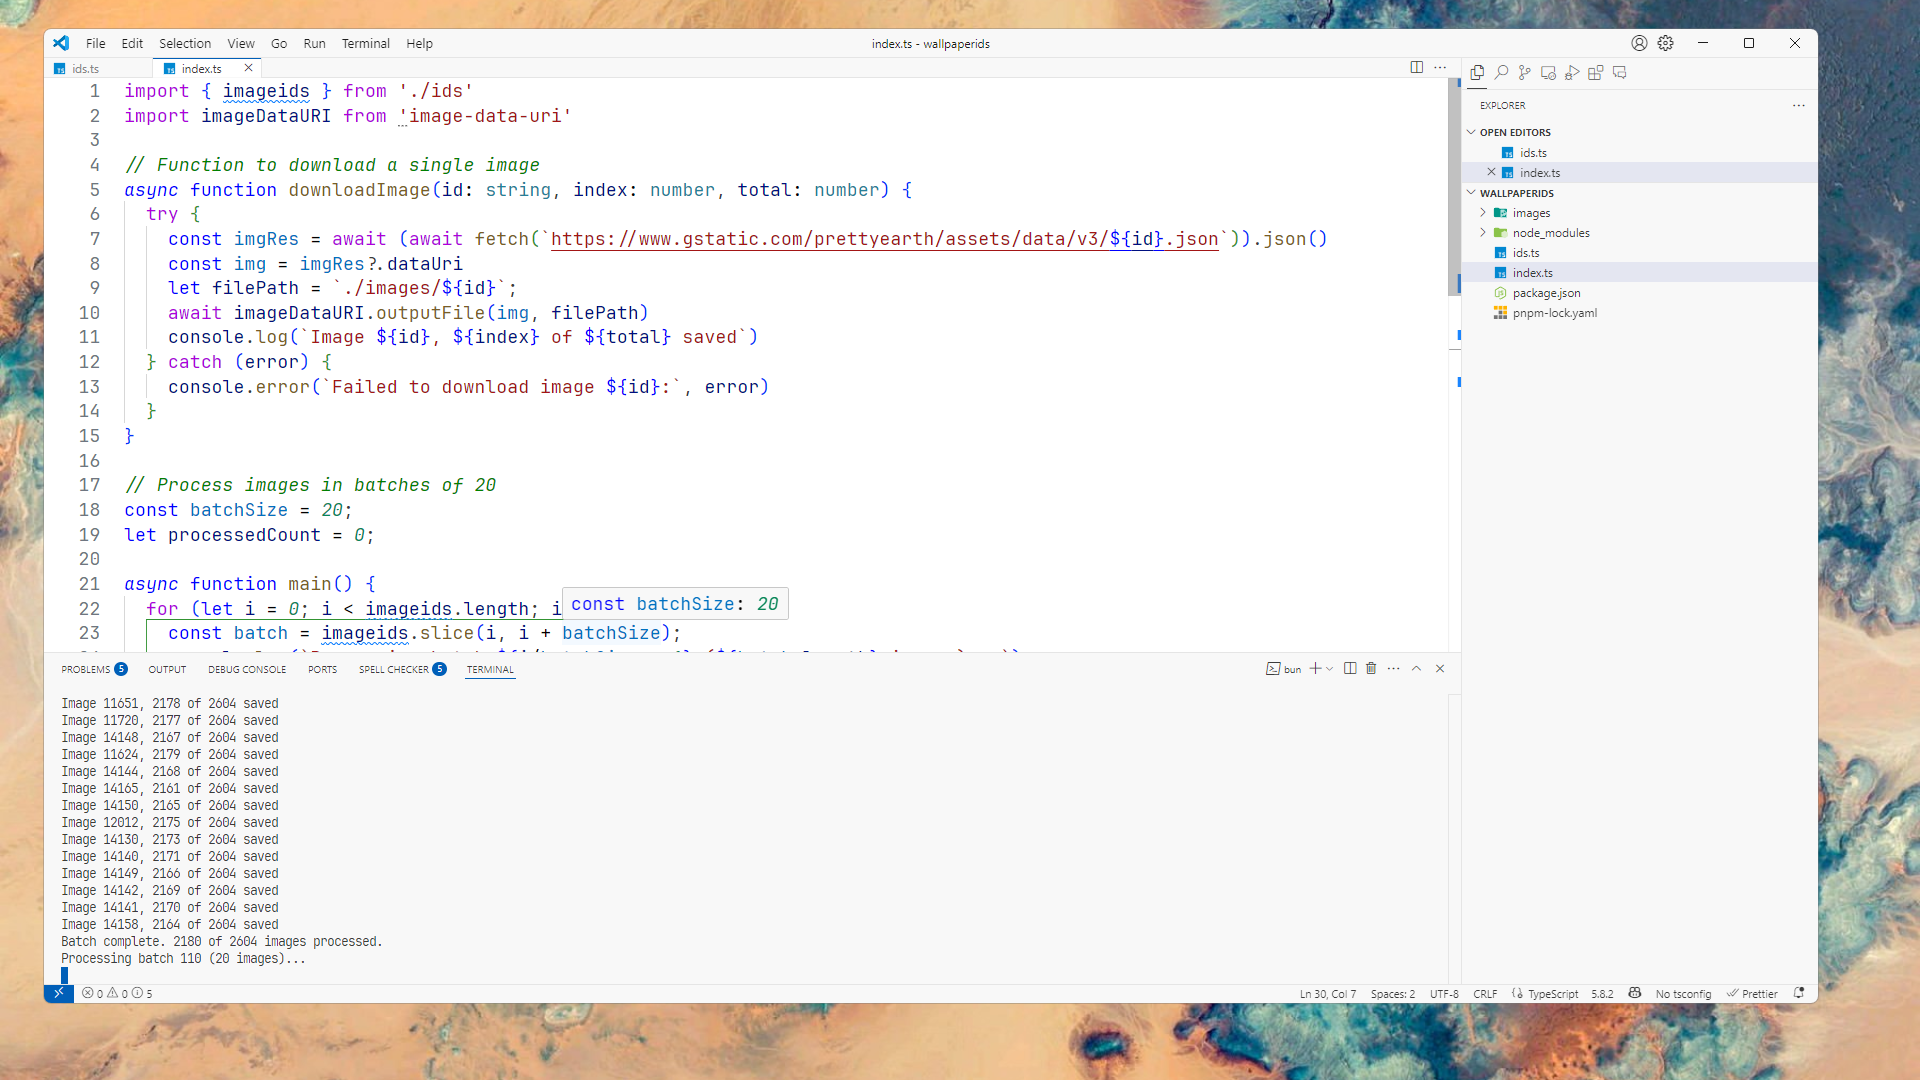 File Edit Selection View Go Run Terminal Help
index.ts - wallpaperids
ids.ts
index.ts
1 import { imageids } from './ids'
2 import imageDataURI from 'image-data-uri'
3
4 // Function to download a single image
5 async function downloadImage(id: string, index: number, total: number) {
6 try {
7 const imgRes = await (await fetch(`https://www.gstatic.com/prettyearth/assets/data/v3/${id}.json`)).json()
8 const img = imgRes?.dataUri
9 let filePath = `./images/${id}`;
10 await imageDataURI.outputFile(img, filePath)
11 console.log(`Image ${id}, ${index} of ${total} saved`)
12 } catch (error) {
13 console.error(`Failed to download image ${id}:`, error)
14 }
15 }
16
17 // Process images in batches of 20
18 const batchSize = 20;
19 let processedCount = 0;
20
21 async function main() {
22 for (let i = 0; i < imageids.length; i
const batchSize: 20
23 const batch = imageids.slice(i, i + batchSize);
PROBLEMS 5 OUTPUT DEBUG CONSOLE PORTS SPELL CHECKER 5 TERMINAL
bun
Image 11651, 2178 of 2604 saved
Image 11720, 2177 of 2604 saved
Image 14148, 2167 of 2604 saved
Image 11624, 2179 of 2604 saved
Image 14144, 2168 of 2604 saved
Image 14165, 2161 of 2604 saved
Image 14150, 2165 of 2604 saved
Image 12012, 2175 of 2604 saved
Image 14130, 2173 of 2604 saved
Image 14140, 2171 of 2604 saved
Image 14149, 2166 of 2604 saved
Image 14142, 2169 of 2604 saved
Image 14141, 2170 of 2604 saved
Image 14158, 2164 of 2604 saved
Batch complete. 2180 of 2604 images processed.
Processing batch 110 (20 images)...
EXPLORER
OPEN EDITORS
ids.ts
index.ts
WALLPAPERIDS
images
node_modules
ids.ts
index.ts
package.json
pnpm-lock.yaml
0 0 5
Ln 30, Col 7 Spaces: 2 UTF-8 CRLF TypeScript 5.8.2 No tsconfig Prettier